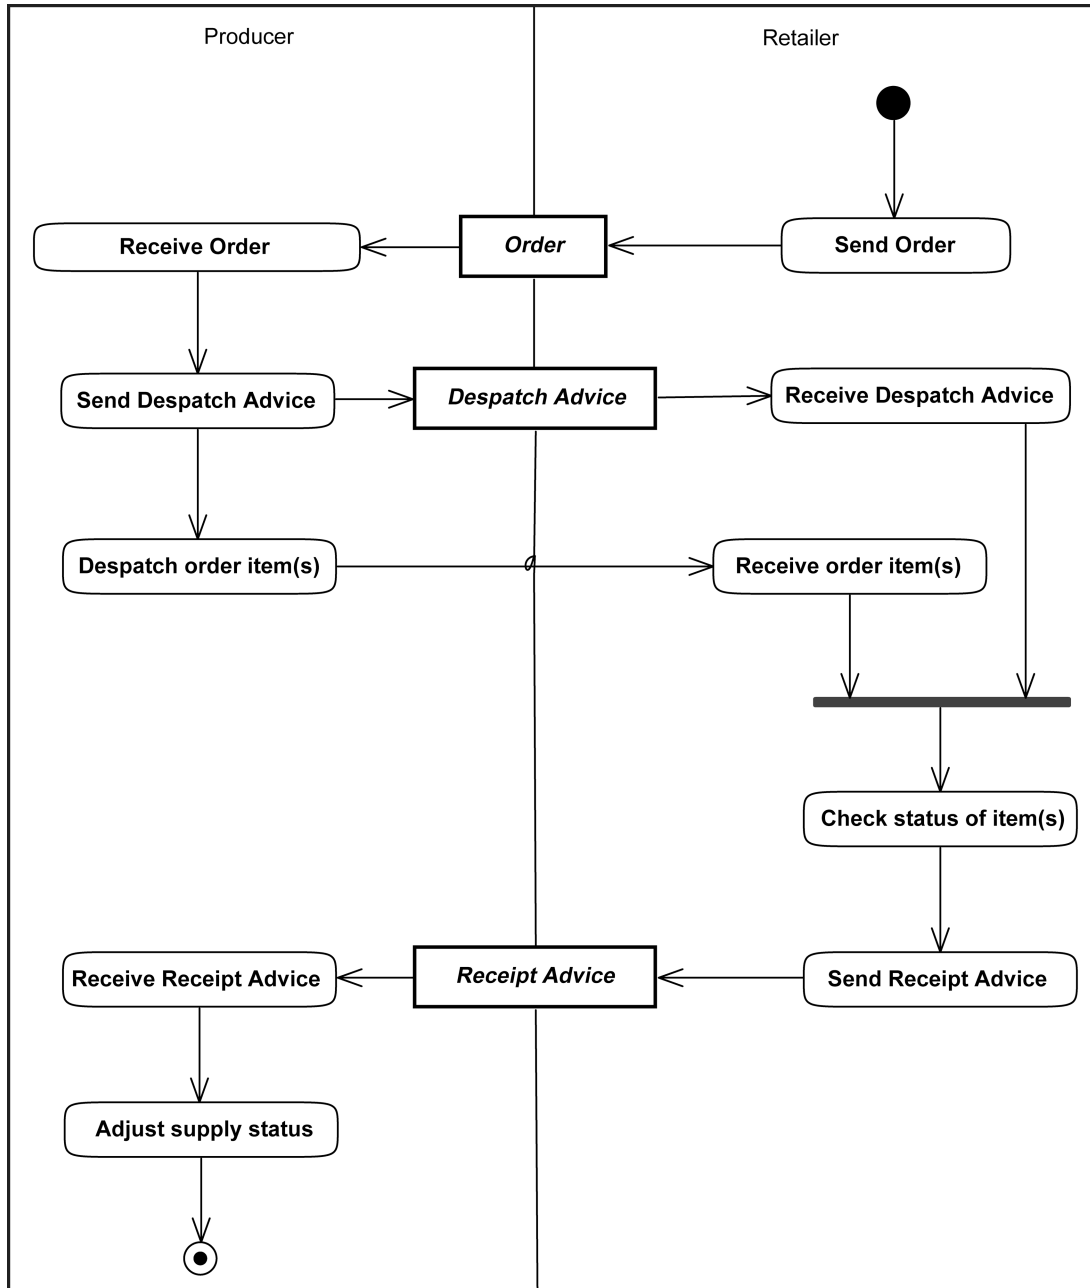 Producer
Retailer
Receive Order
Order
Send Order
Send Despatch Advice
Despatch Advice
Receive Despatch Advice
Despatch order item(s)
Receive order item(s)
Check status of item(s)
Receive Receipt Advice
Receipt Advice
Send Receipt Advice
Adjust supply status